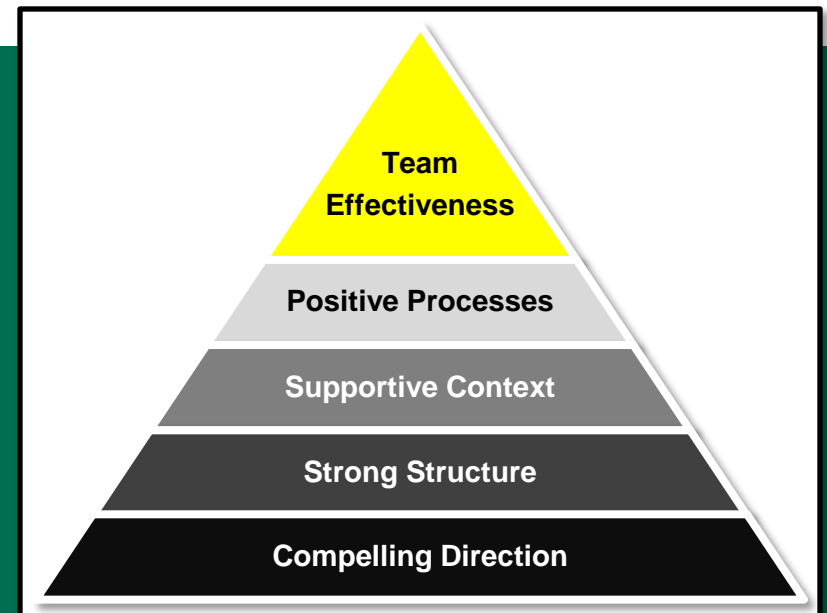 Team
Effectiveness
Positive Processes
Supportive Context
Strong Structure
Compelling Direction